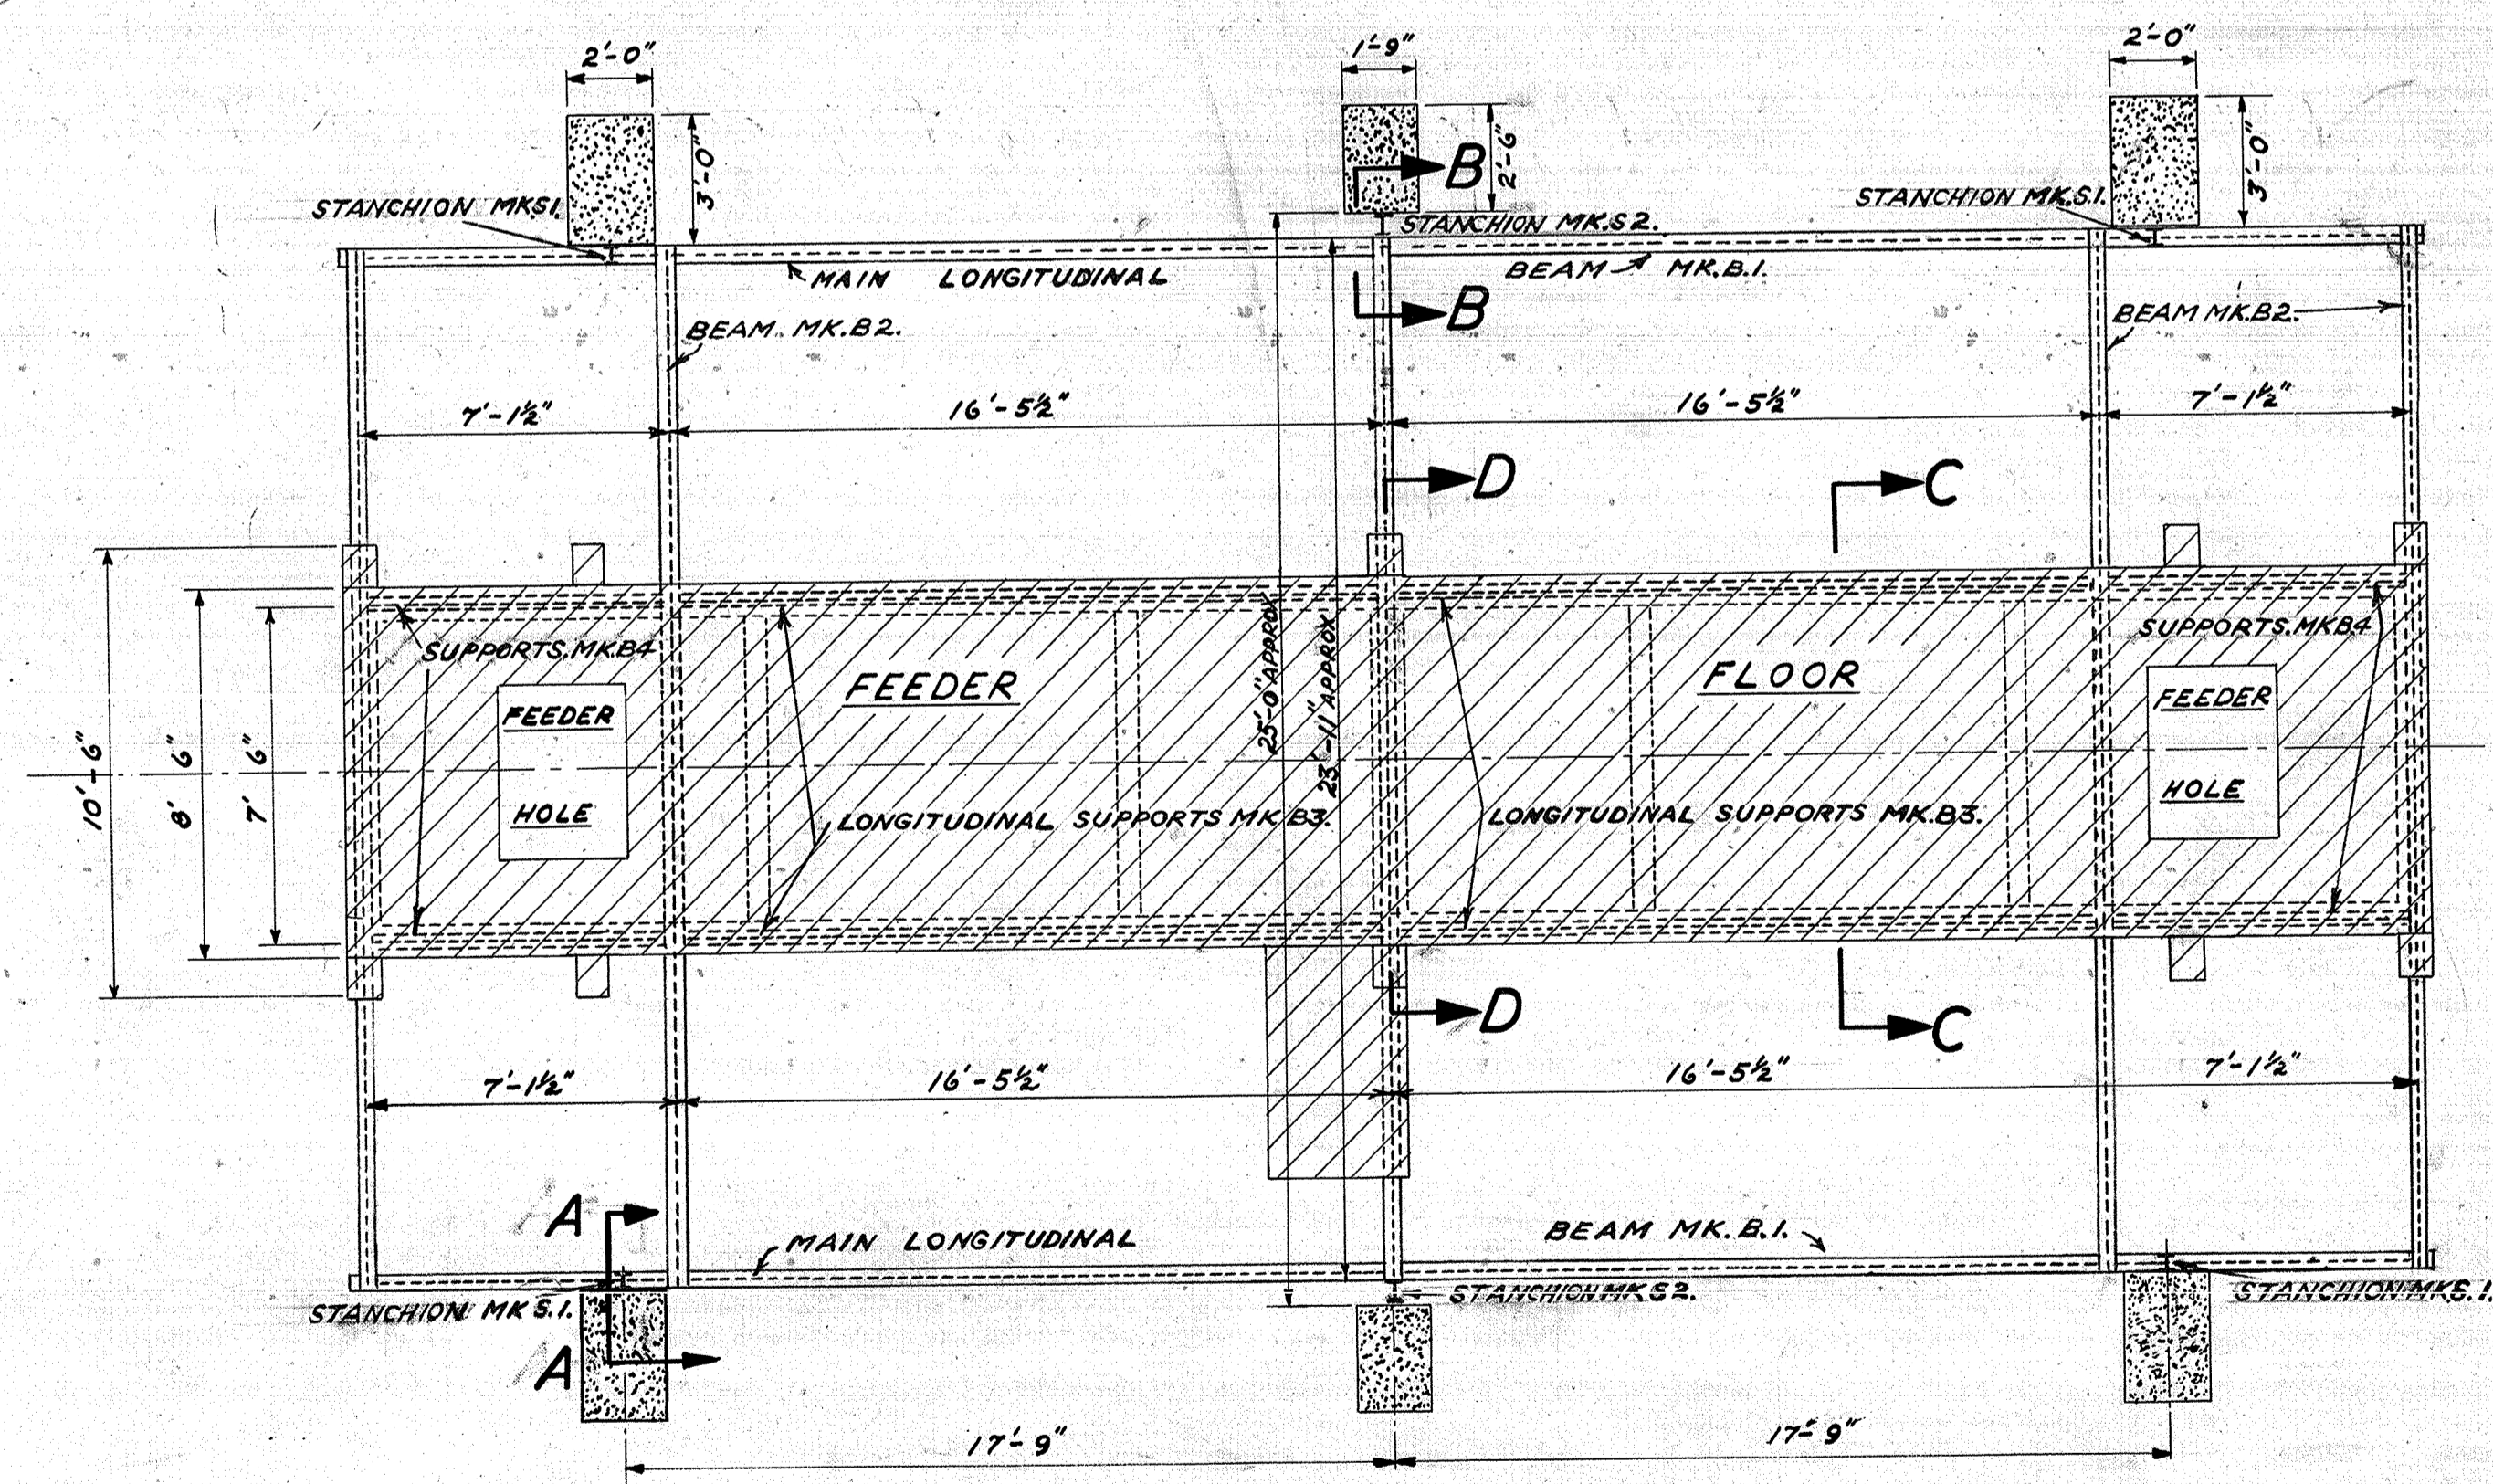 2'-0"
1'-9"
2'-0"
3'-0"
2'-6"
3'-0"
B
STANCHION MKS1.
STANCHION MK.S2.
STANCHION MK.S.1.
MAIN LONGITUDINAL
BEAM MK.B.1.
B
BEAM. MK.B2.
BEAM MK.B2.
7'-1½"
16'-5½"
16'-5½"
7'-1½"
D
C
SUPPORTS.MK.B4
SUPPORTS.MKB4
FEEDER
FLOOR
FEEDER
HOLE
FEEDER
HOLE
25'-0" APPROX
23'-11" APPROX
10'-6"
8' 6"
7' 6"
LONGITUDINAL SUPPORTS MK B3.
LONGITUDINAL SUPPORTS MK.B3.
D
C
7'-1½"
16'-5½"
16'-5½"
7'-1½"
A
MAIN LONGITUDINAL
BEAM MK.B.1.
STANCHION MK S.1.
STANCHION MK S2.
STANCHION MK S.1.
A
17'-9"
17'-9"